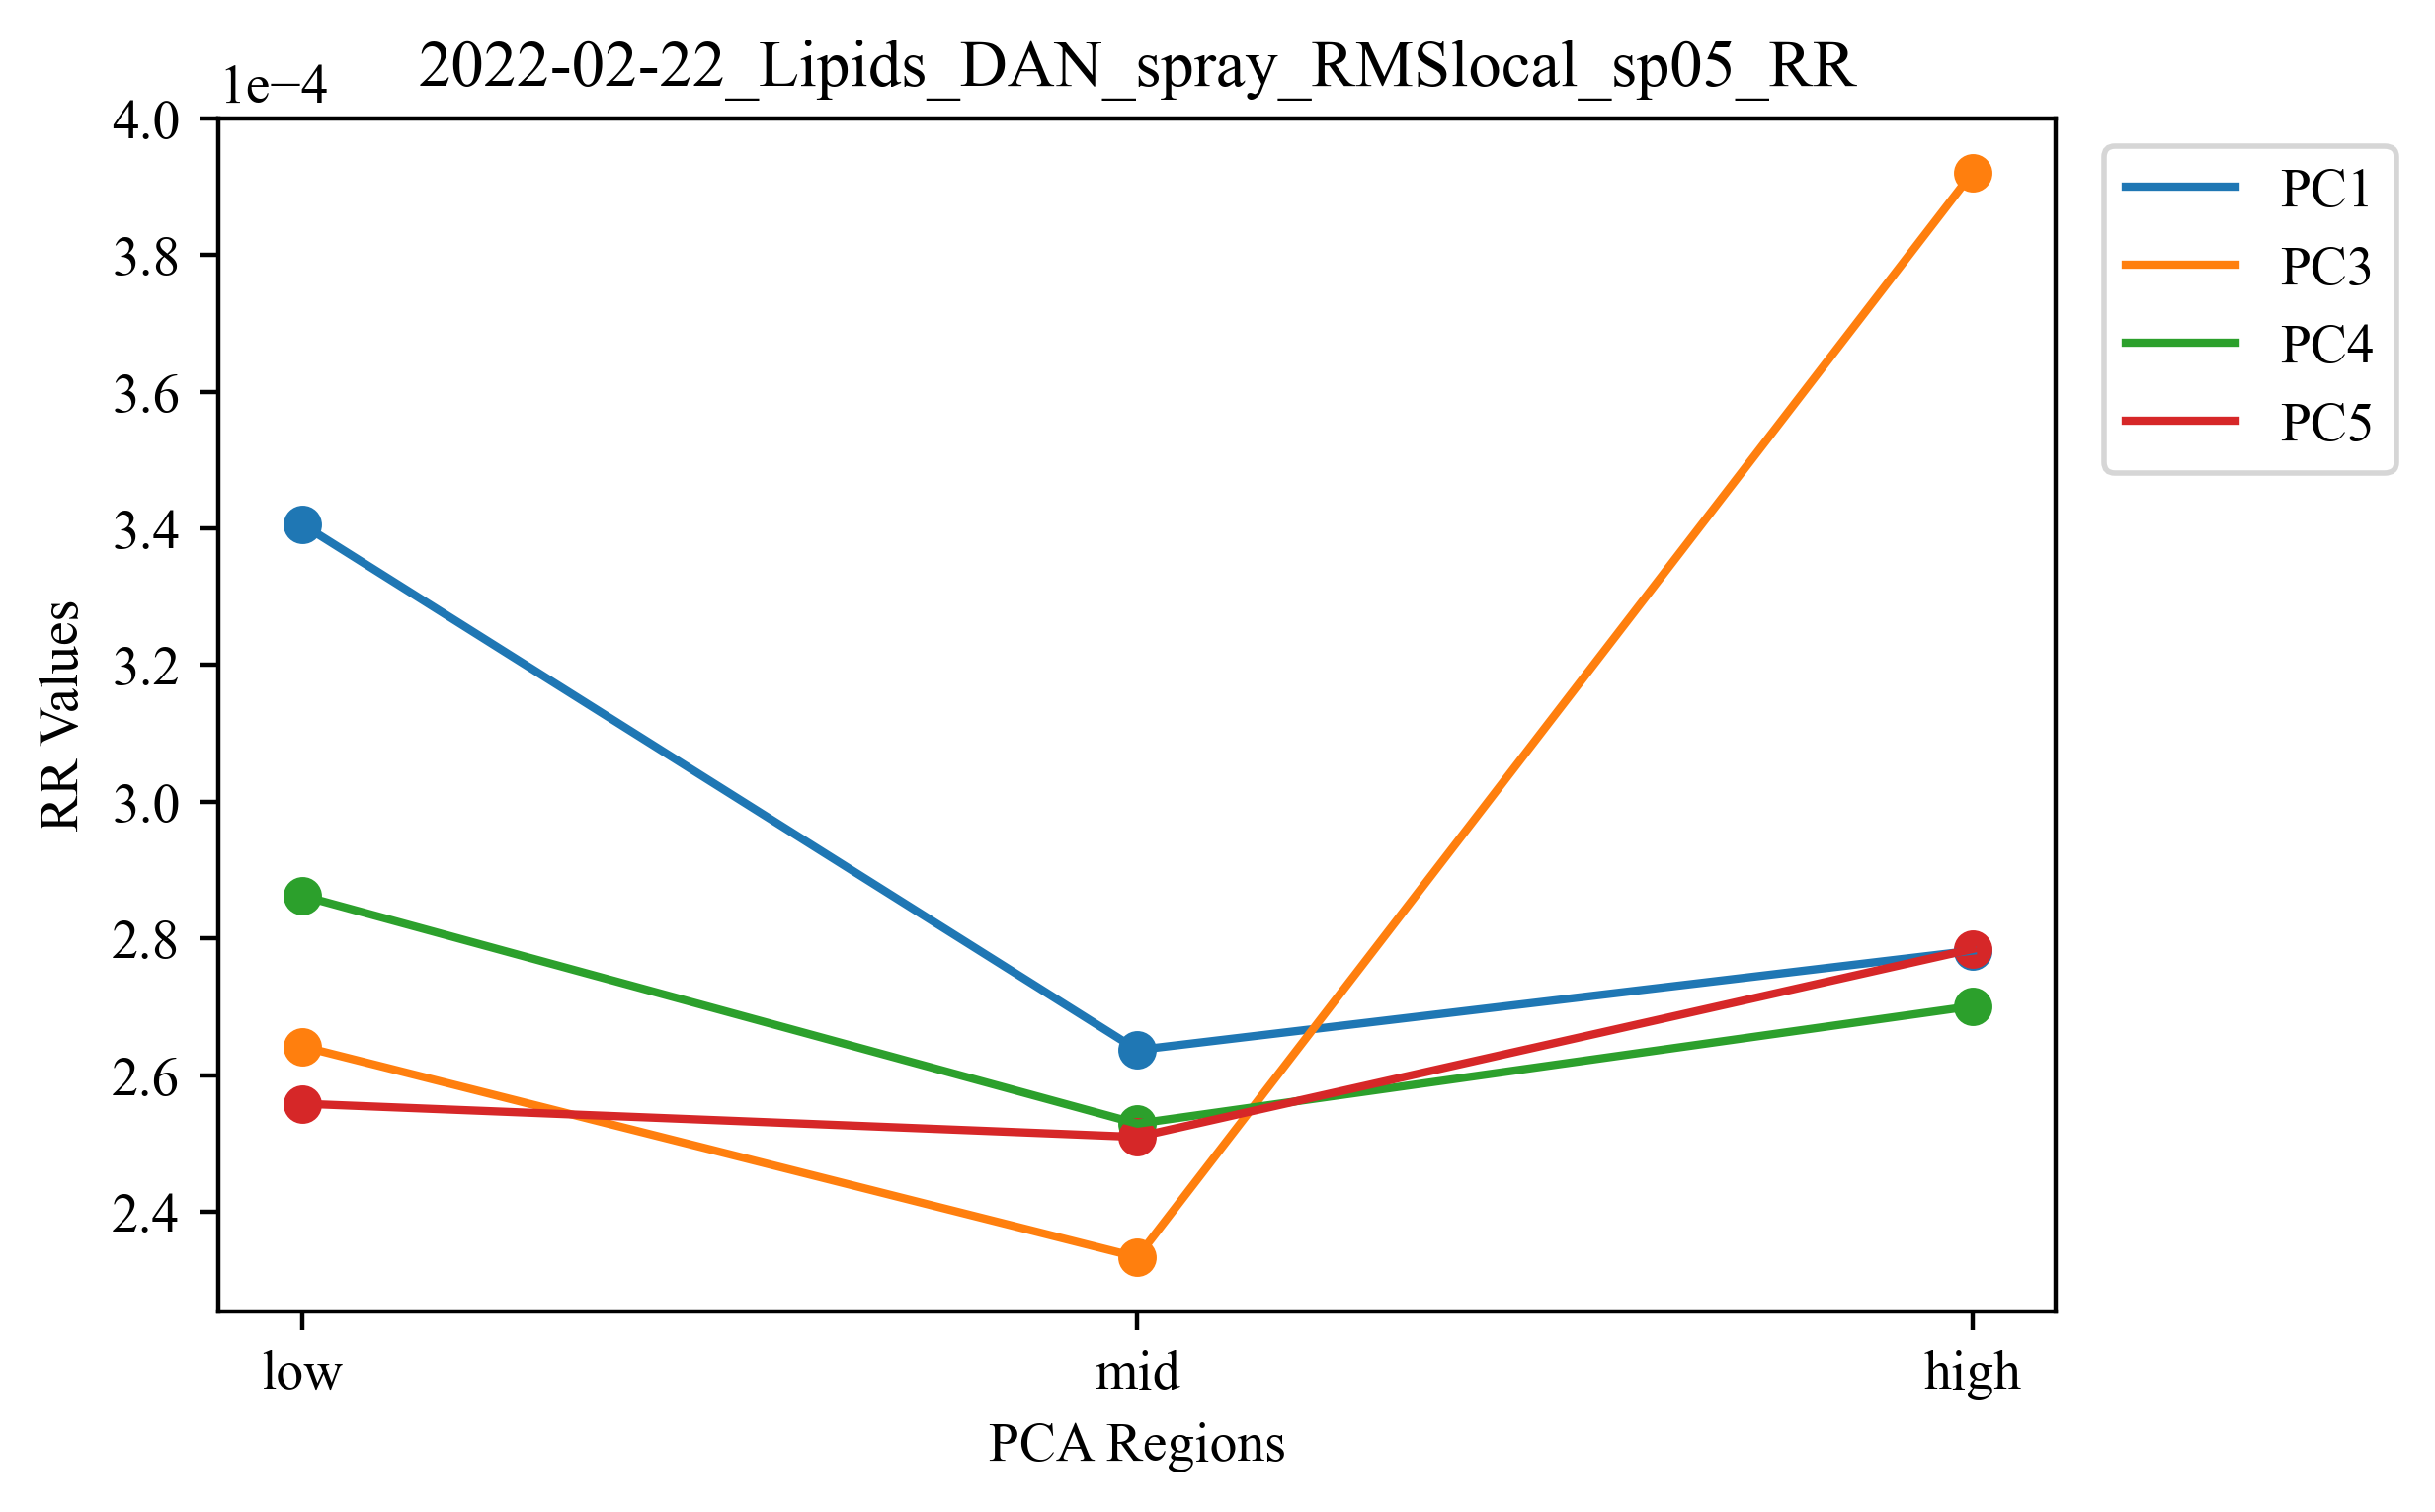 2022-02-22_Lipids_DAN_spray_RMSlocal_sp05_RR
1e−4
4.0
3.8
3.6
3.4
3.2
3.0
2.8
2.6
2.4
RR Values
low
mid
high
PCA Regions
PC1
PC3
PC4
PC5